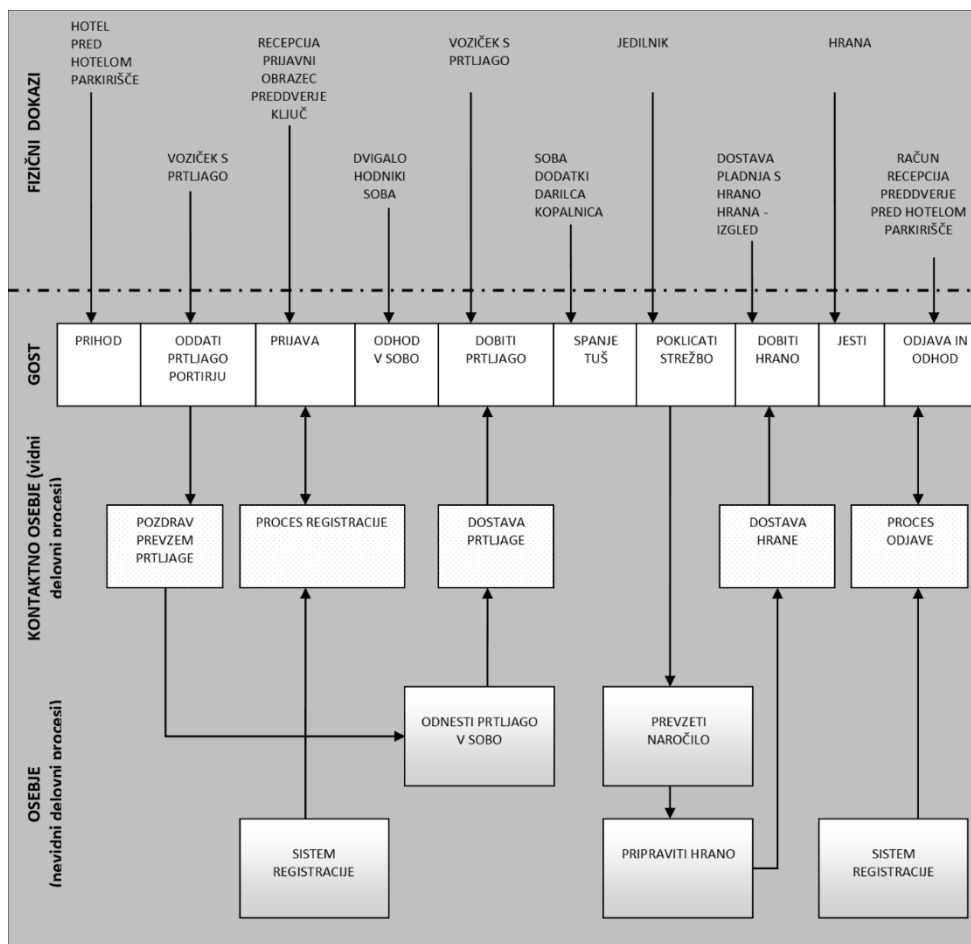 FIZIČNI DOKAZI
HOTEL
PRED
HOTELOM
PARKIRIŠČE
VOZIČEK S
PRTLJAGO
RECEPCIJA
PRIJAVNI
OBRAZEC
PREDDVERJE
KLJUČ
DVIGALO
HODNIKI
SOBA
VOZIČEK S
PRTLJAGO
SOBA
DODATKI
DARILCA
KOPALNICA
JEDILNIK
DOSTAVA
PLADNJA S
HRANO
HRANA -
IZGLED
HRANA
RAČUN
RECEPCIJA
PREDDVERJE
PRED HOTELOM
PARKIRIŠČE
GOST
PRIHOD
ODDATI
PRTLJAGO
PORTIRJU
PRIJAVA
ODHOD
V SOBO
DOBITI
PRTLJAGO
SPANJE
TUŠ
POKLICATI
STREŽBO
DOBITI
HRANO
JESTI
ODJAVA IN
ODHOD
KONTAKTNO OSEBJE (vidni
delovni procesi)
POZDRAV
PREVZEM
PRTLJAGE
PROCES REGISTRACIJE
DOSTAVA
PRTLJAGE
DOSTAVA
HRANE
PROCES
ODJAVE
OSEBJE
(nevidni delovni procesi)
ODNESTI PRTLJAGO
V SOBO
PREVZETI
NAROČILO
SISTEM
REGISTRACIJE
PRIPRAVITI HRANO
SISTEM
REGISTRACIJE